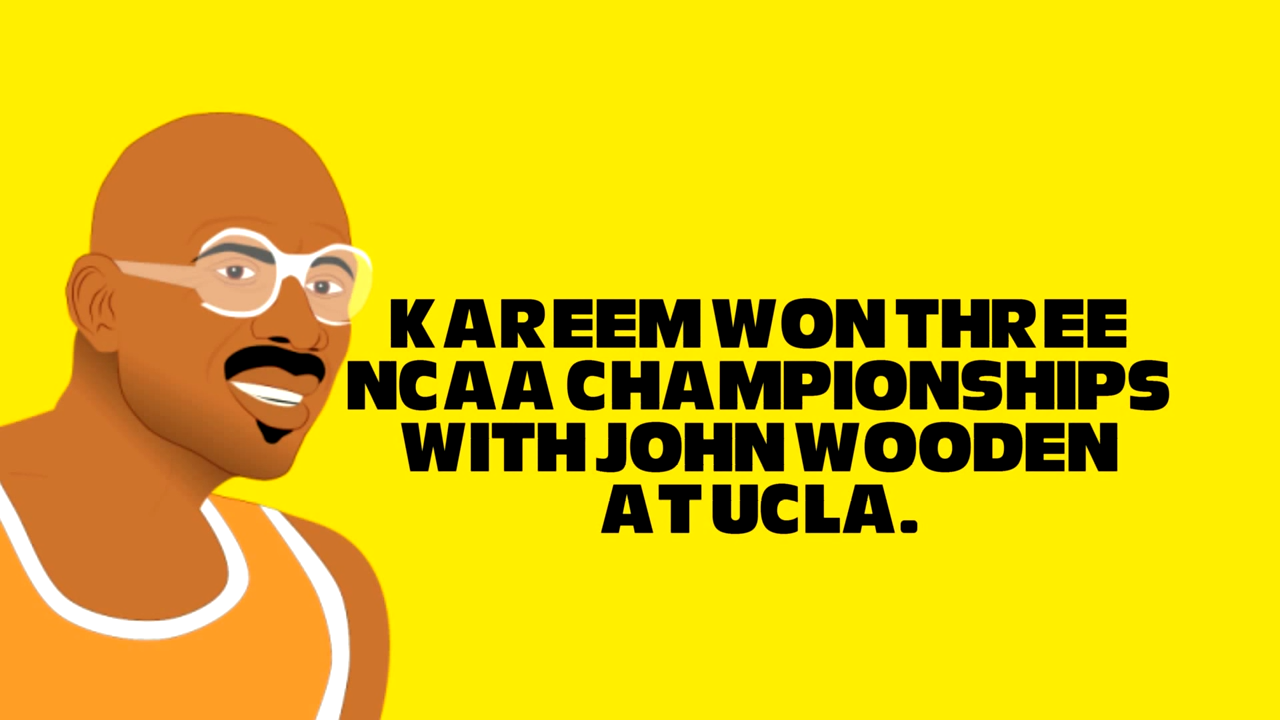 KAREEM WON THREE
NCAA CHAMPIONSHIPS
WITH JOHN WOODEN
AT UCLA.